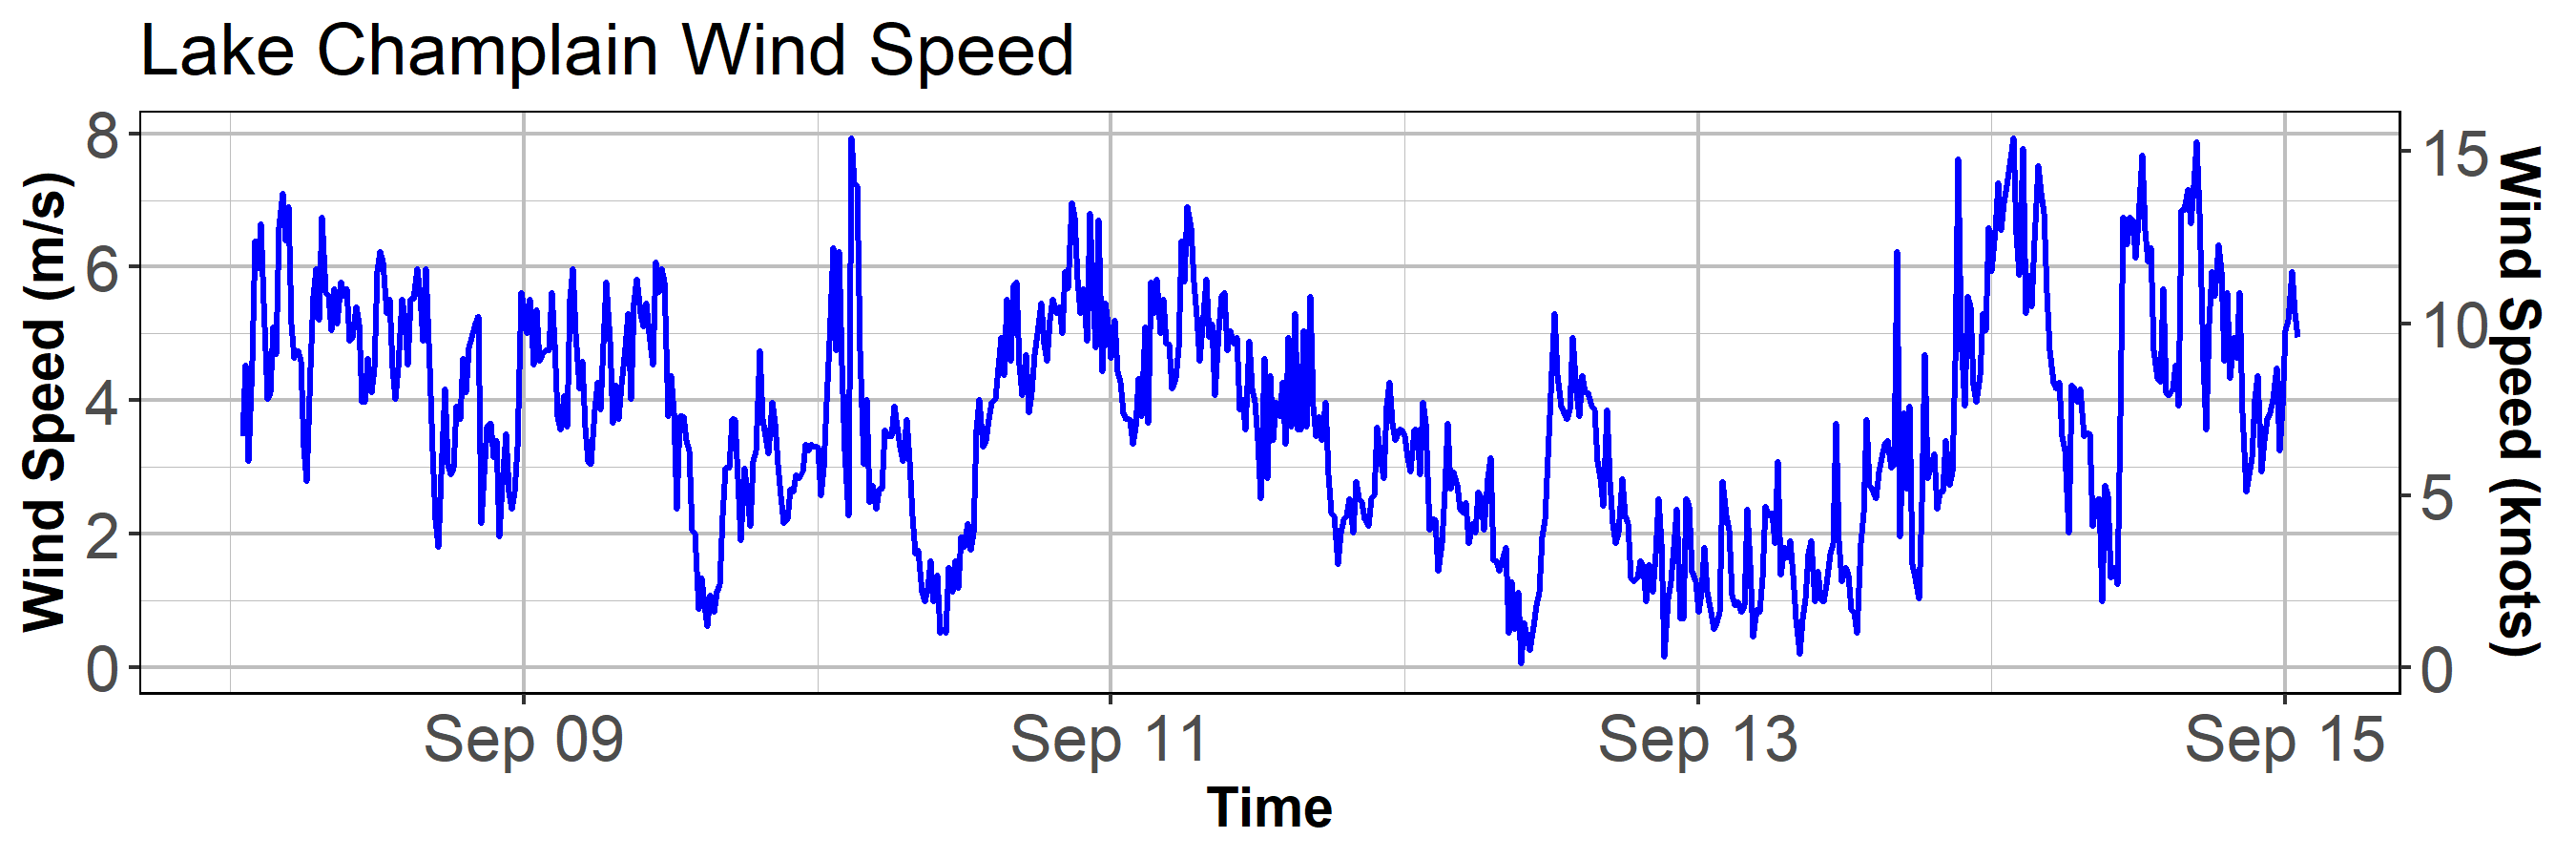 Lake Champlain Wind Speed
Wind Speed (m/s)
8
6
4
2
0
15
10
5
0
Wind Speed (knots)
Sep 09
Sep 11
Sep 13
Sep 15
Time